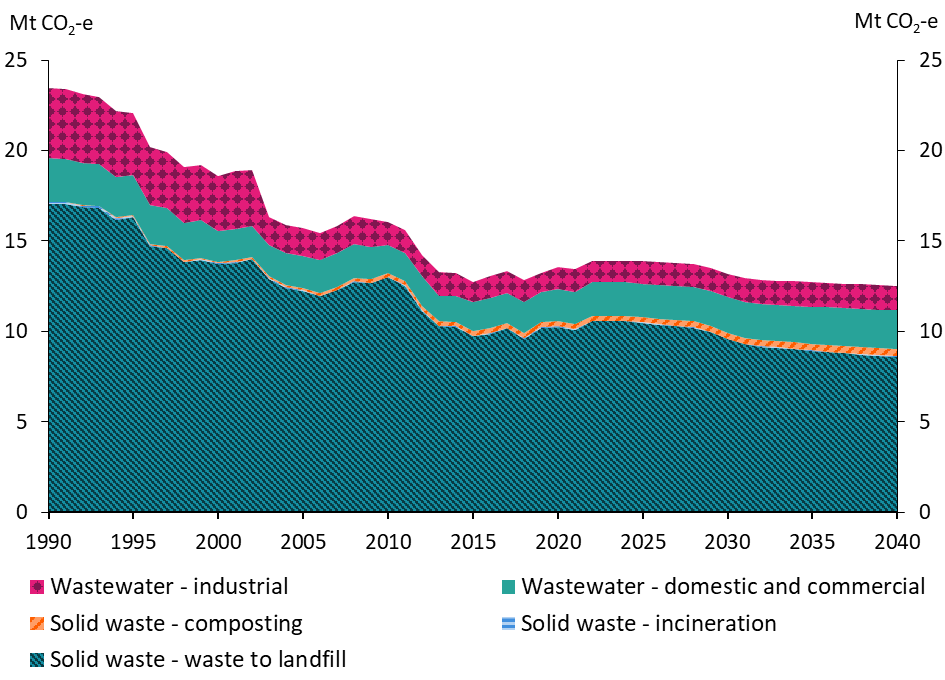 Mt CO₂-e Mt CO₂-e
25 25
20 20
15 15
10 10
5 5
0 0
1990 1995 2000 2005 2010 2015 2020 2025 2030 2035 2040
Wastewater - industrial Wastewater - domestic and commercial
Solid waste - composting Solid waste - incineration
Solid waste - waste to landfill